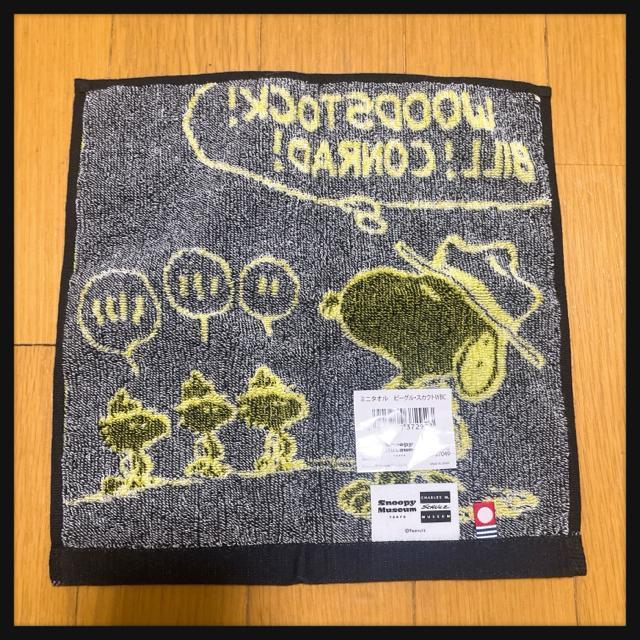 WOODSTOCK!
BILL! CONRAD!
ミニタオル ビーグル・スカウトWBC
Snoopy
Museum
TOKYO
CHARLES M.
SCHULZ
MUSEUM
©Peanuts